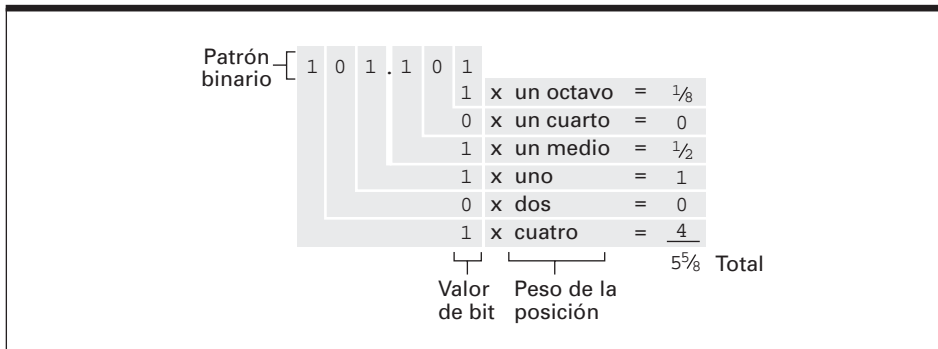 Patrón
binario
1 0 1 . 1 0 1
1 x un octavo = 1⁄8
0 x un cuarto = 0
1 x un medio = 1⁄2
1 x uno = 1
0 x dos = 0
1 x cuatro = 4
5 5⁄8 Total
Valor
de bit
Peso de la
posición